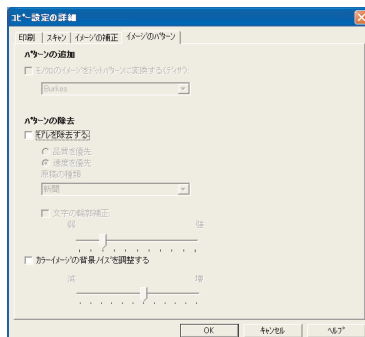 ｺﾋﾟｰ設定の詳細
印刷 スキャン イメージの補正 イメージのパターン
パターンの追加
モノクロのイメージをドットパターンに変換する(ディザ)
Burkes
パターンの除去
モアレを除去する
品質を優先
速度を優先
原稿の種類
新聞
文字の輪郭補正
弱 強
カラーイメージの背景ノイズを調整する
減 増
OK キャンセル ヘルプ